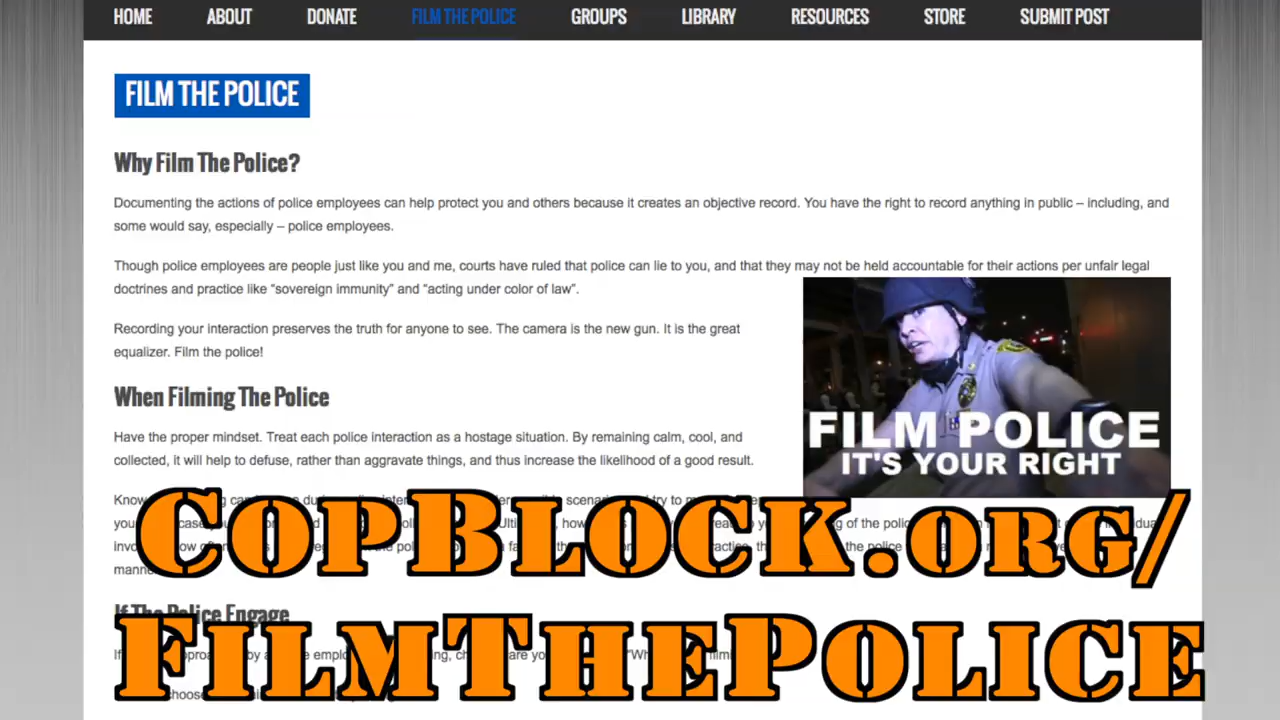 HOME ABOUT DONATE FILM THE POLICE GROUPS LIBRARY RESOURCES STORE SUBMIT POST
FILM THE POLICE
Why Film The Police?
Documenting the actions of police employees can help protect you and others because it creates an objective record. You have the right to record anything in public – including, and
some would say, especially – police employees.
Though police employees are people just like you and me, courts have ruled that police can lie to you, and that they may not be held accountable for their actions per unfair legal
doctrines and practice like “sovereign immunity” and “acting under color of law”.
Recording your interaction preserves the truth for anyone to see. The camera is the new gun. It is the great
equalizer. Film the police!
FILM POLICE
IT'S YOUR RIGHT
When Filming The Police
Have the proper mindset. Treat each police interaction as a hostage situation. By remaining calm, cool, and
collected, it will help to defuse, rather than aggravate things, and thus increase the likelihood of a good result.
CopBlock.org/
If The Police Engage
FilmThePolice